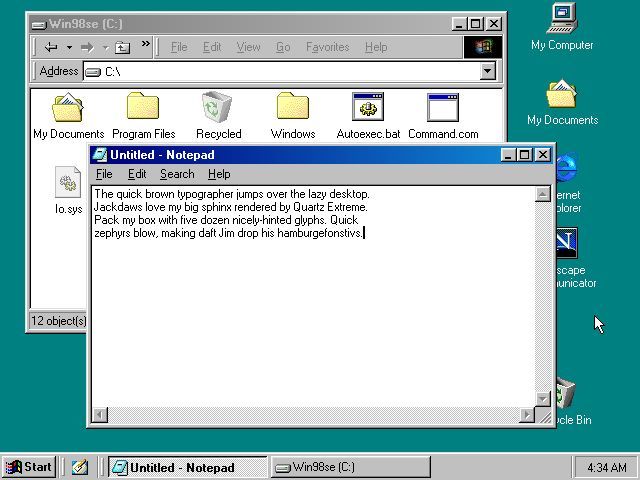 Win98se (C:)
File Edit View Go Favorites Help
Address C:\
My Documents Program Files Recycled Windows Autoexec.bat Command.com
Io.sys
12 object(s)
Untitled - Notepad
File Edit Search Help
The quick brown typographer jumps over the lazy desktop.
Jackdaws love my big sphinx rendered by Quartz Extreme.
Pack my box with five dozen nicely-hinted glyphs. Quick
zephyrs blow, making daft Jim drop his hamburgefonstivs.
My Computer
My Documents
ernet
plorer
scape
municator
cle Bin
Start
Untitled - Notepad
Win98se (C:)
4:34 AM